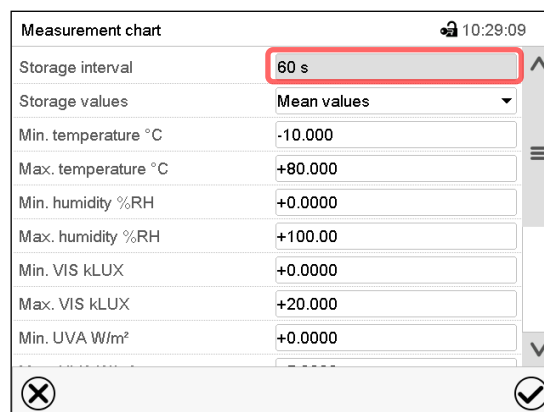 Measurement chart 10:29:09
Storage interval 60 s
Storage values Mean values
Min. temperature °C -10.000
Max. temperature °C +80.000
Min. humidity %RH +0.0000
Max. humidity %RH +100.00
Min. VIS kLUX +0.0000
Max. VIS kLUX +20.000
Min. UVA W/m² +0.0000